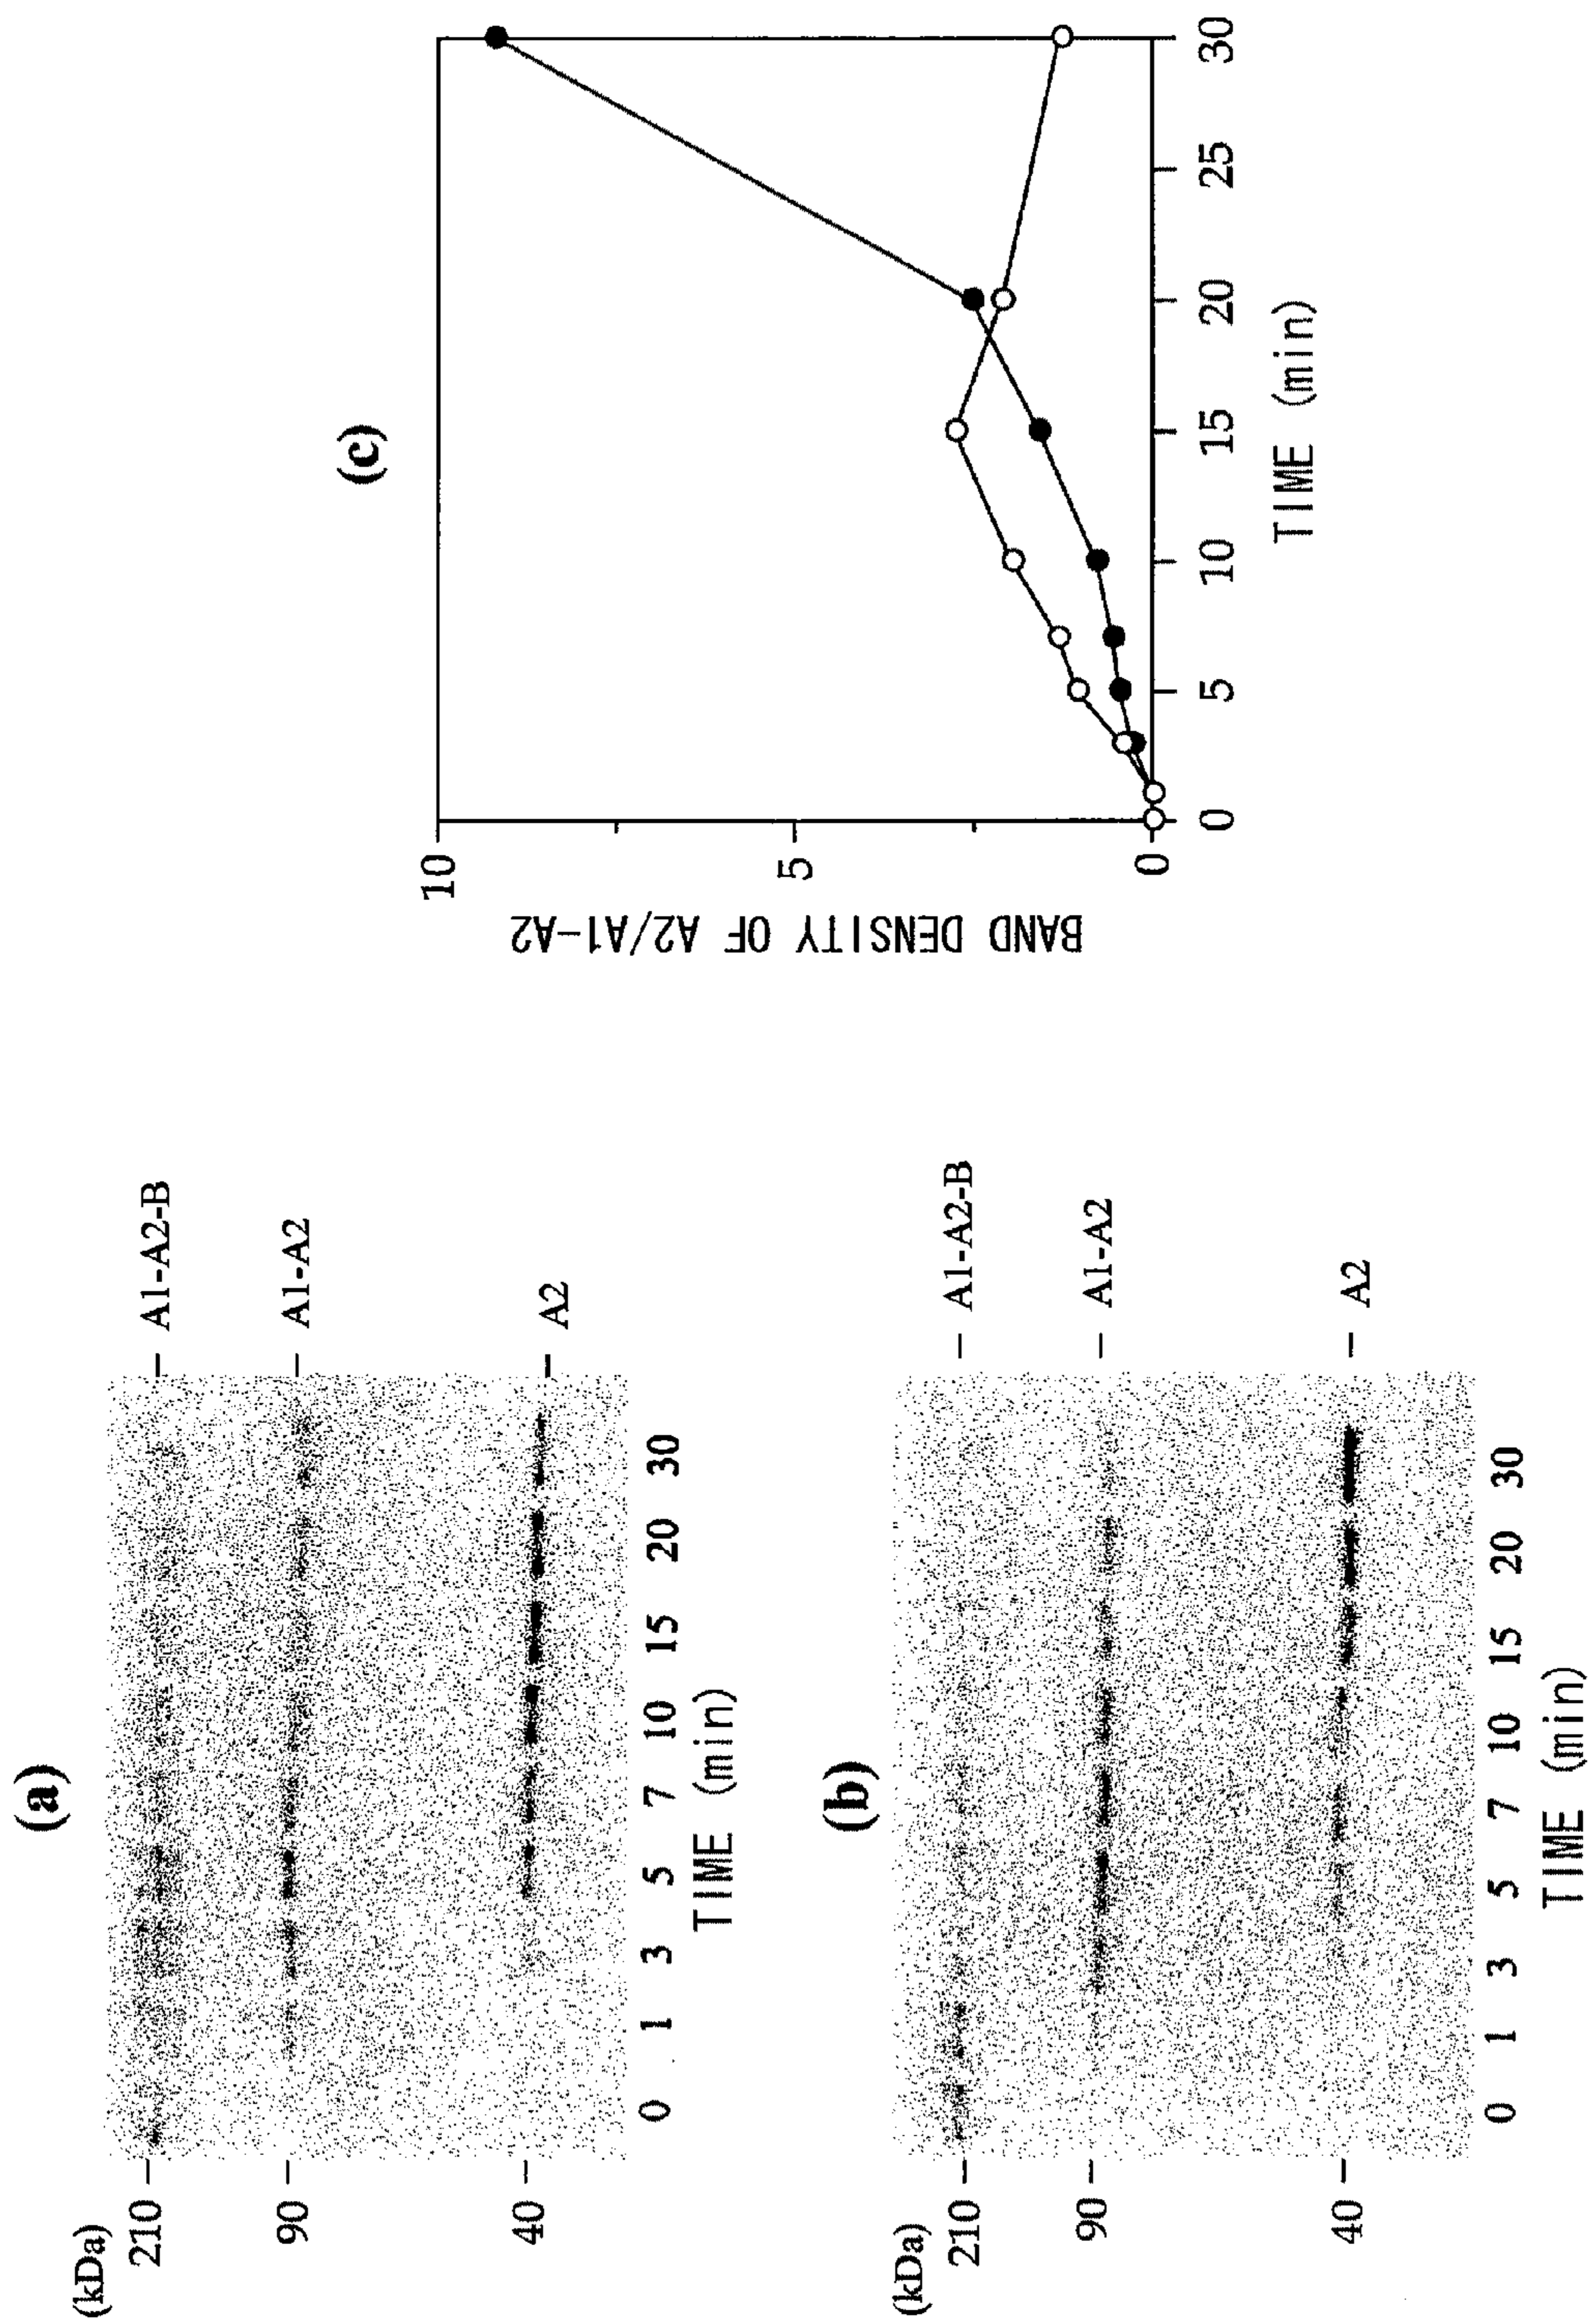 (a)
(kDa)
210
90
40
A1-A2-B
A1-A2
A2
0 1 3 5 7 10 15 20 30
TIME (min)
(b)
(kDa)
210
90
40
A1-A2-B
A1-A2
A2
0 1 3 5 7 10 15 20 30
TIME (min)
(c)
BAND DENSITY OF A2/A1-A2
10
5
0
0 5 10 15 20 25 30
TIME (min)